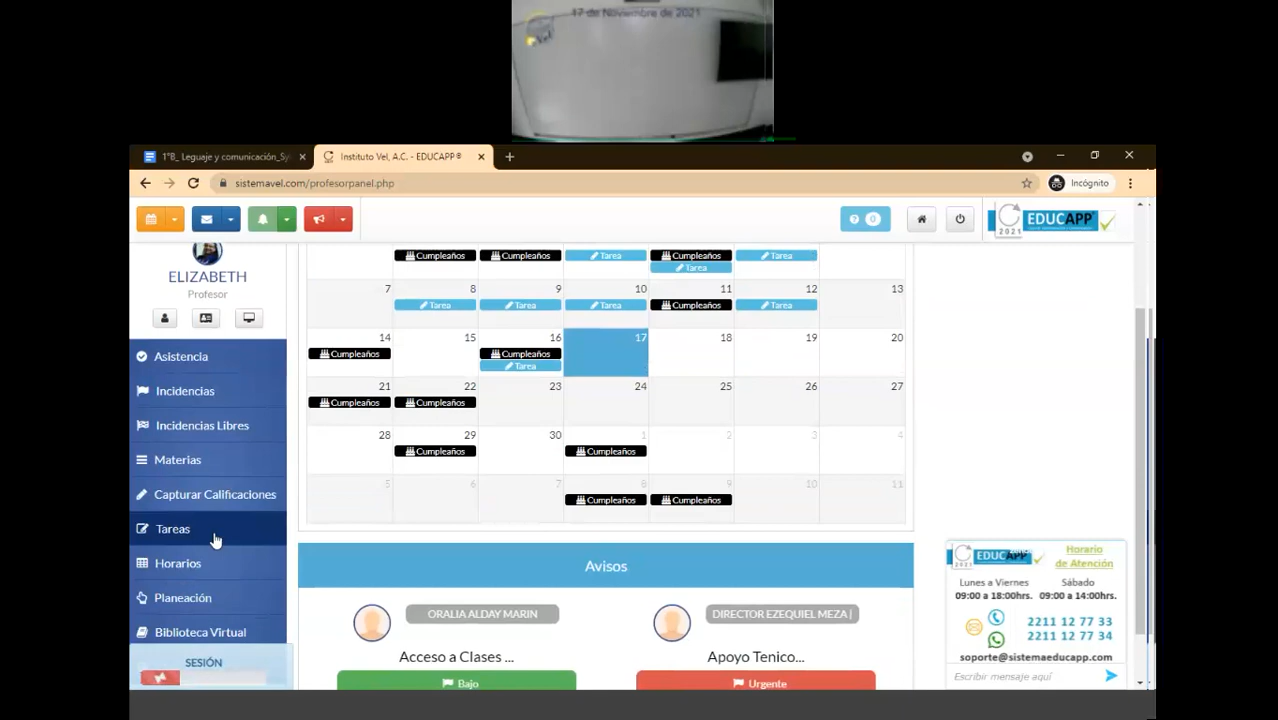 17 de Noviembre de 2021
1°B_ Leguaje y comunicación_Sy
Instituto Vel, A.C. - EDUCAPP®
sistemavel.com/profesorpanel.php
Incógnito
0
2021
EDUCAPP
ELIZABETH
Profesor
Asistencia
Incidencias
Incidencias Libres
Materias
Capturar Calificaciones
Tareas
Horarios
Planeación
Biblioteca Virtual
SESIÓN
Cumpleaños Cumpleaños Tarea Cumpleaños Tarea
Tarea
7 8 9 10 11 12 13
Tarea Tarea Tarea Cumpleaños Tarea
14 15 16 17 18 19 20
Cumpleaños Cumpleaños
Tarea
21 22 23 24 25 26 27
Cumpleaños Cumpleaños
28 29 30 1 2 3 4
Cumpleaños Cumpleaños
5 6 7 8 9 10 11
Cumpleaños Cumpleaños
Avisos
ORALIA ALDAY MARIN
Acceso a Clases ...
Bajo
DIRECTOR EZEQUIEL MEZA |
Apoyo Tenico...
Urgente
2021
EDUCAPP
Horario
de Atención
Lunes a Viernes Sábado
09:00 a 18:00hrs. 09:00 a 14:00hrs.
2211 12 77 33
2211 12 77 34
soporte@sistemaeducapp.com
Escribir mensaje aquí